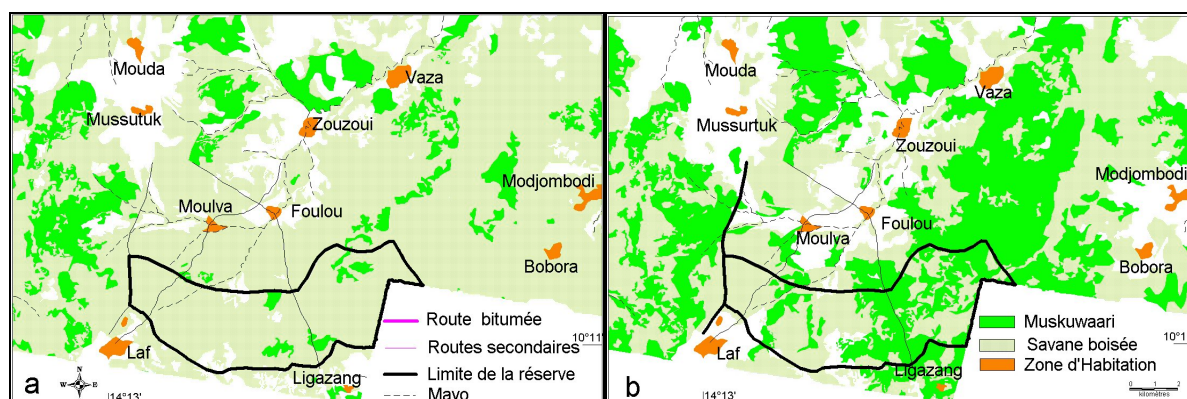 Mouda
Vaza
Mussutuk
Zouzoui
Modjombodi
Moulva
Foulou
Bobora
Route bitumée
10°11
Routes secondaires
Laf
Limite de la réserve
a
N
W E
S
Ligazang
Mayo
14°13'
Mouda
Vaza
Mussurtuk
Zouzoui
Modjombodi
Moulva
Foulou
Bobora
Muskuwaari
10°1
Savane boisée
Laf
Zone d'Habitation
b
Ligazang
0 1 2
kilomètres
14°13'